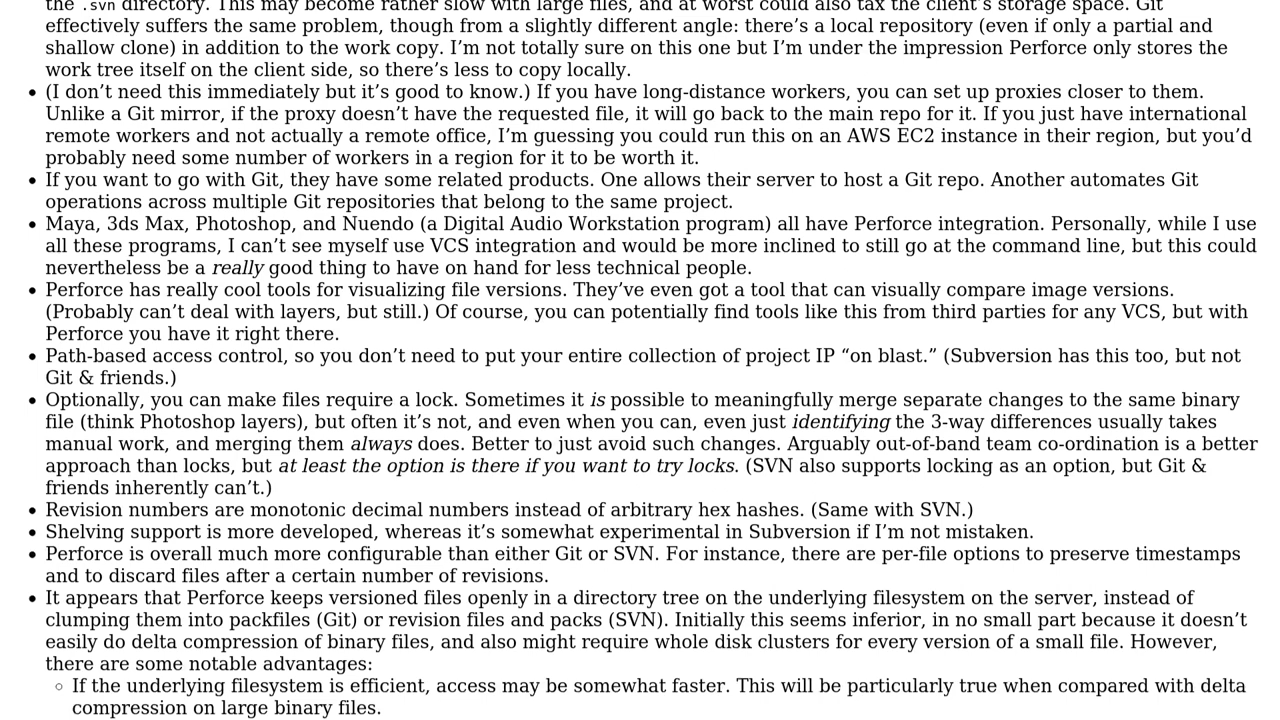 the .svn directory. This may become rather slow with large files, and at worst could also tax the client's storage space. Git
effectively suffers the same problem, though from a slightly different angle: there’s a local repository (even if only a partial and
shallow clone) in addition to the work copy. I’m not totally sure on this one but I’m under the impression Perforce only stores the
work tree itself on the client side, so there’s less to copy locally.
• (I don’t need this immediately but it’s good to know.) If you have long-distance workers, you can set up proxies closer to them.
Unlike a Git mirror, if the proxy doesn’t have the requested file, it will go back to the main repo for it. If you just have international
remote workers and not actually a remote office, I’m guessing you could run this on an AWS EC2 instance in their region, but you’d
probably need some number of workers in a region for it to be worth it.
• If you want to go with Git, they have some related products. One allows their server to host a Git repo. Another automates Git
operations across multiple Git repositories that belong to the same project.
• Maya, 3ds Max, Photoshop, and Nuendo (a Digital Audio Workstation program) all have Perforce integration. Personally, while I use
all these programs, I can’t see myself use VCS integration and would be more inclined to still go at the command line, but this could
nevertheless be a really good thing to have on hand for less technical people.
• Perforce has really cool tools for visualizing file versions. They’ve even got a tool that can visually compare image versions.
(Probably can’t deal with layers, but still.) Of course, you can potentially find tools like this from third parties for any VCS, but with
Perforce you have it right there.
• Path-based access control, so you don’t need to put your entire collection of project IP “on blast.” (Subversion has this too, but not
Git & friends.)
• Optionally, you can make files require a lock. Sometimes it is possible to meaningfully merge separate changes to the same binary
file (think Photoshop layers), but often it’s not, and even when you can, even just identifying the 3-way differences usually takes
manual work, and merging them always does. Better to just avoid such changes. Arguably out-of-band team co-ordination is a better
approach than locks, but at least the option is there if you want to try locks. (SVN also supports locking as an option, but Git &
friends inherently can’t.)
• Revision numbers are monotonic decimal numbers instead of arbitrary hex hashes. (Same with SVN.)
• Shelving support is more developed, whereas it’s somewhat experimental in Subversion if I’m not mistaken.
• Perforce is overall much more configurable than either Git or SVN. For instance, there are per-file options to preserve timestamps
and to discard files after a certain number of revisions.
• It appears that Perforce keeps versioned files openly in a directory tree on the underlying filesystem on the server, instead of
clumping them into packfiles (Git) or revision files and packs (SVN). Initially this seems inferior, in no small part because it doesn’t
easily do delta compression of binary files, and also might require whole disk clusters for every version of a small file. However,
there are some notable advantages:
◦ If the underlying filesystem is efficient, access may be somewhat faster. This will be particularly true when compared with delta
compression on large binary files.